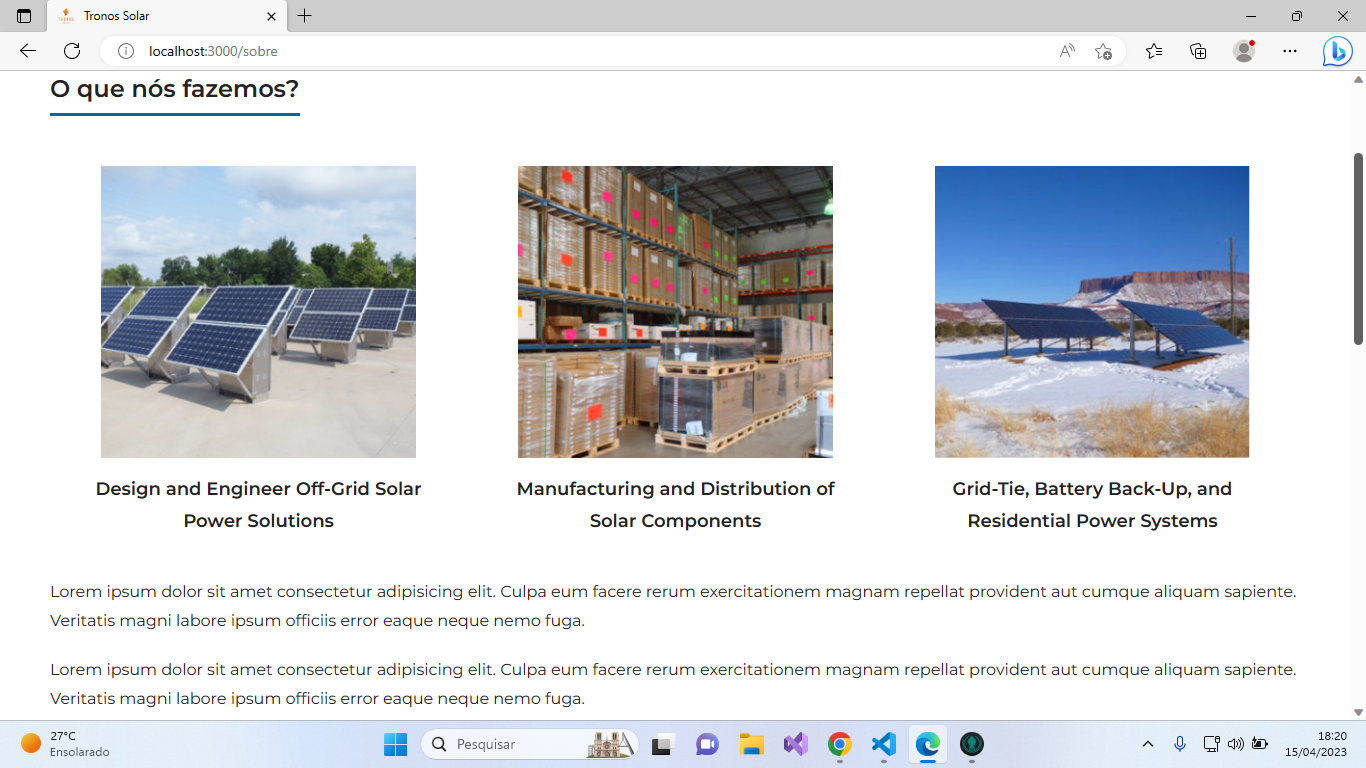 Tronos Solar
localhost:3000/sobre
O que nós fazemos?
Design and Engineer Off-Grid Solar
Power Solutions
Manufacturing and Distribution of
Solar Components
Grid-Tie, Battery Back-Up, and
Residential Power Systems
Lorem ipsum dolor sit amet consectetur adipisicing elit. Culpa eum facere rerum exercitationem magnam repellat provident aut cumque aliquam sapiente.
Veritatis magni labore ipsum officiis error eaque neque nemo fuga.
Lorem ipsum dolor sit amet consectetur adipisicing elit. Culpa eum facere rerum exercitationem magnam repellat provident aut cumque aliquam sapiente.
Veritatis magni labore ipsum officiis error eaque neque nemo fuga.
27°C
Ensolarado
Pesquisar
18:20
15/04/2023